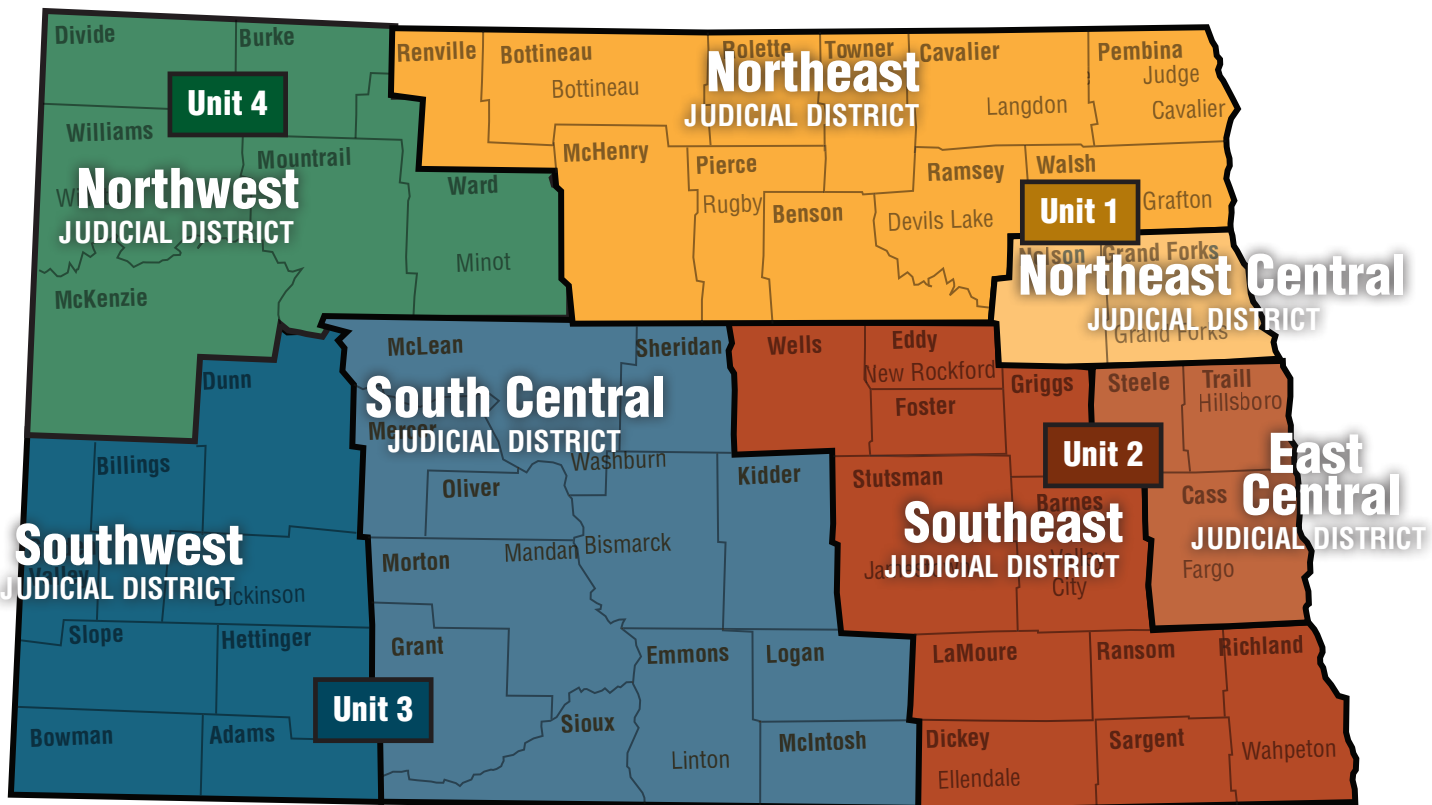 Divide
Burke
Unit 4
Williams
Mountrail
Northwest
JUDICIAL DISTRICT
McKenzie
Ward
Minot
Renville
Bottineau
Bottineau
Rolette
Towner
Cavalier
Langdon
Pembina
Judge
Cavalier
Northeast
JUDICIAL DISTRICT
McHenry
Pierce
Rugby
Benson
Ramsey
Devils Lake
Walsh
Grafton
Unit 1
Nelson
Grand Forks
Northeast Central
JUDICIAL DISTRICT
Grand Forks
Dunn
Billings
Southwest
Valley
JUDICIAL DISTRICT
Dickinson
Slope
Hettinger
Bowman
Adams
Unit 3
McLean
Sheridan
South Central
Mercer
JUDICIAL DISTRICT
Washburn
Oliver
Kidder
Morton
Mandan
Bismarck
Grant
Emmons
Logan
Sioux
Linton
McIntosh
Wells
Eddy
New Rockford
Foster
Griggs
Stutsman
Barnes
Southeast
JUDICIAL DISTRICT
Valley
City
Unit 2
LaMoure
Ransom
Richland
Dickey
Ellendale
Sargent
Wahpeton
Steele
Traill
Hillsboro
East
Central
JUDICIAL DISTRICT
Cass
Fargo